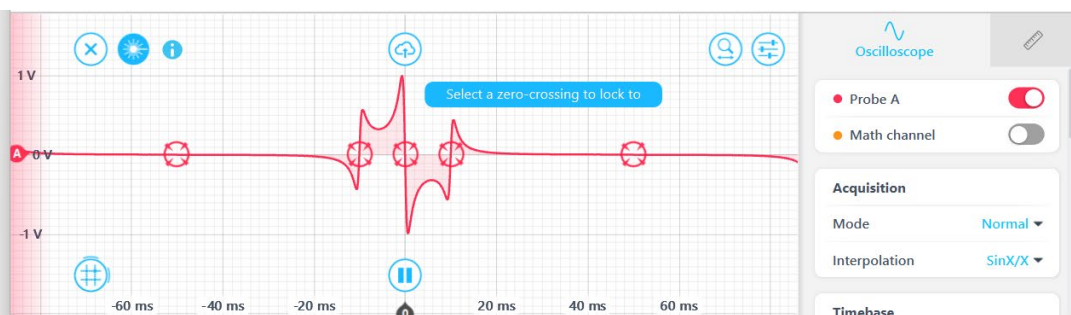 Oscilloscope
1 V
Select a zero-crossing to lock to
Probe A
Math channel
A 0 V
Acquisition
-1 V
Mode Normal
Interpolation SinX/X
-60 ms -40 ms -20 ms 0 20 ms 40 ms 60 ms
Timebase